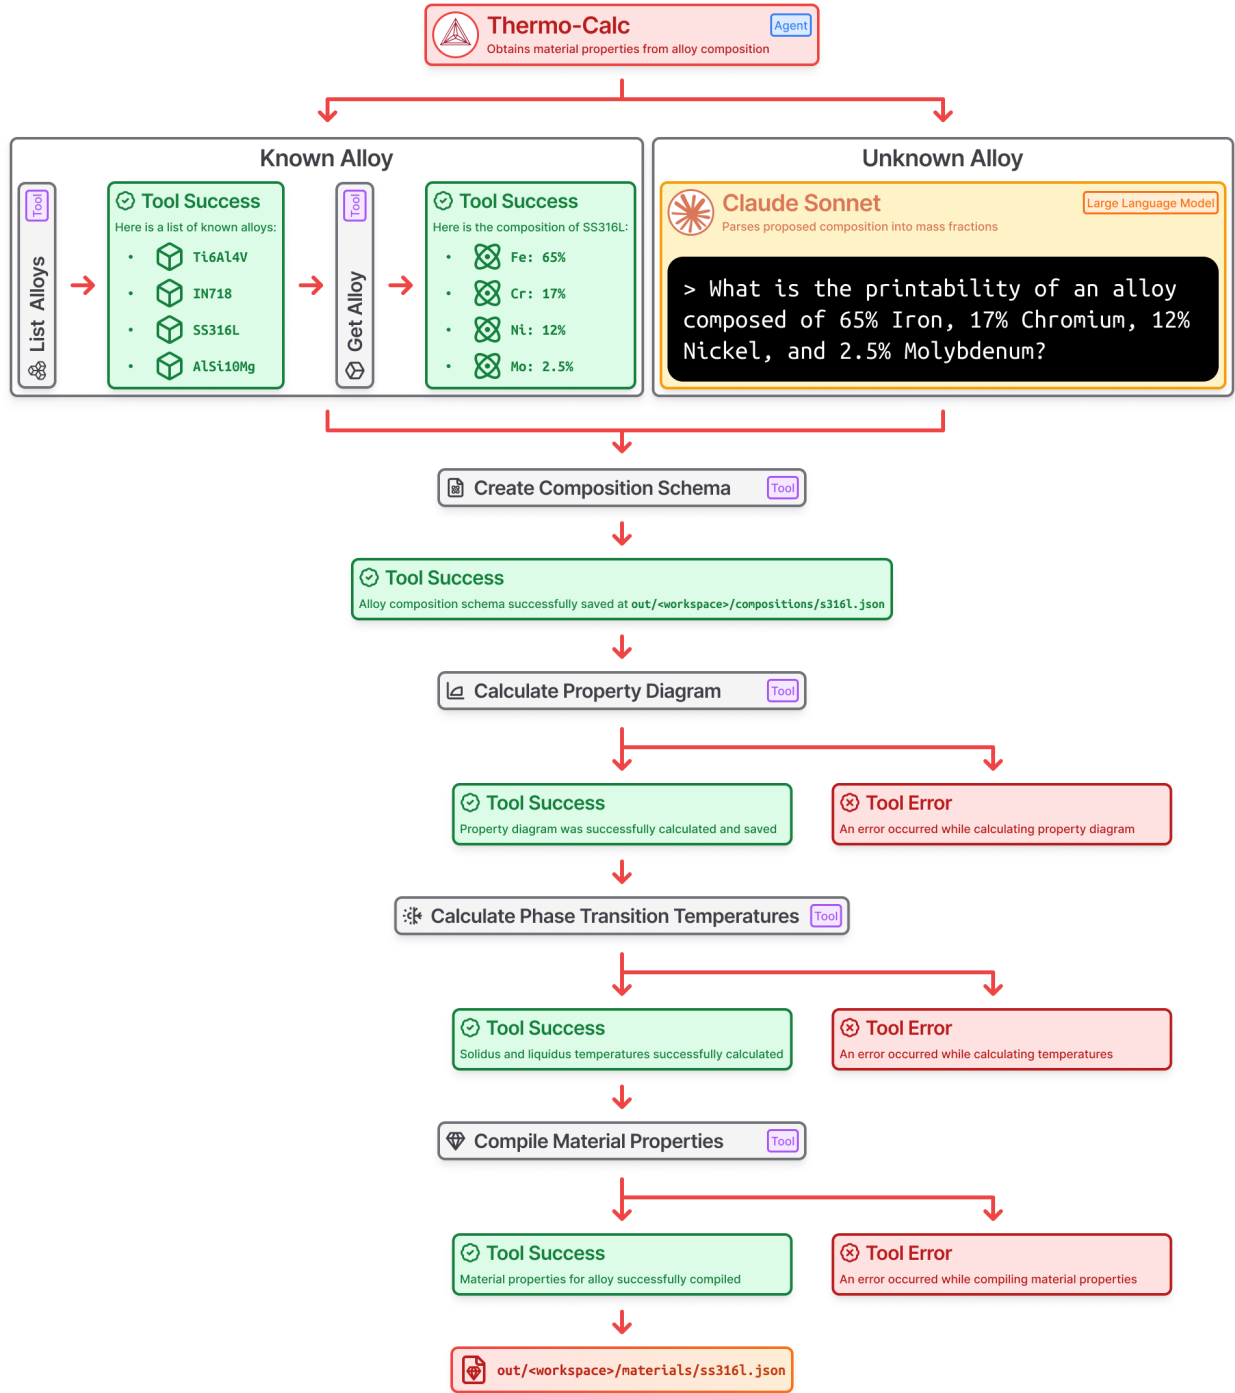 Thermo-Calc
Agent
Obtains material properties from alloy composition
Known Alloy
List Alloys
Tool
Tool Success
Here is a list of known alloys:
• Ti6Al4V
• IN718
• SS316L
• AlSi10Mg
Get Alloy
Tool
Tool Success
Here is the composition of SS316L:
• Fe: 65%
• Cr: 17%
• Ni: 12%
• Mo: 2.5%
Unknown Alloy
Claude Sonnet
Large Language Model
Parses proposed composition into mass fractions
> What is the printability of an alloy
composed of 65% Iron, 17% Chromium, 12%
Nickel, and 2.5% Molybdenum?
Create Composition Schema
Tool
Tool Success
Alloy composition schema successfully saved at out/<workspace>/compositions/s316l.json
Calculate Property Diagram
Tool
Tool Success
Property diagram was successfully calculated and saved
Tool Error
An error occurred while calculating property diagram
Calculate Phase Transition Temperatures
Tool
Tool Success
Solidus and liquidus temperatures successfully calculated
Tool Error
An error occurred while calculating temperatures
Compile Material Properties
Tool
Tool Success
Material properties for alloy successfully compiled
Tool Error
An error occurred while compiling material properties
out/<workspace>/materials/ss316l.json